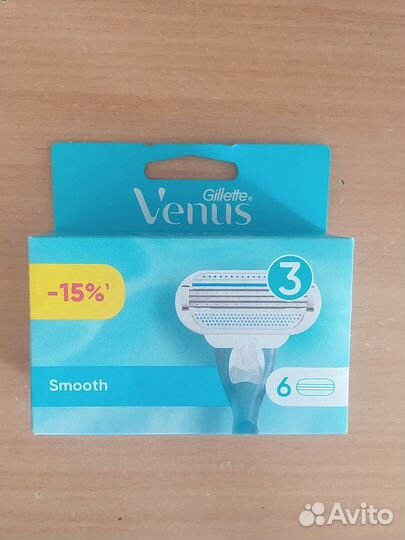 Gillette®
Venus
3
-15%¹
Smooth
6
Avito